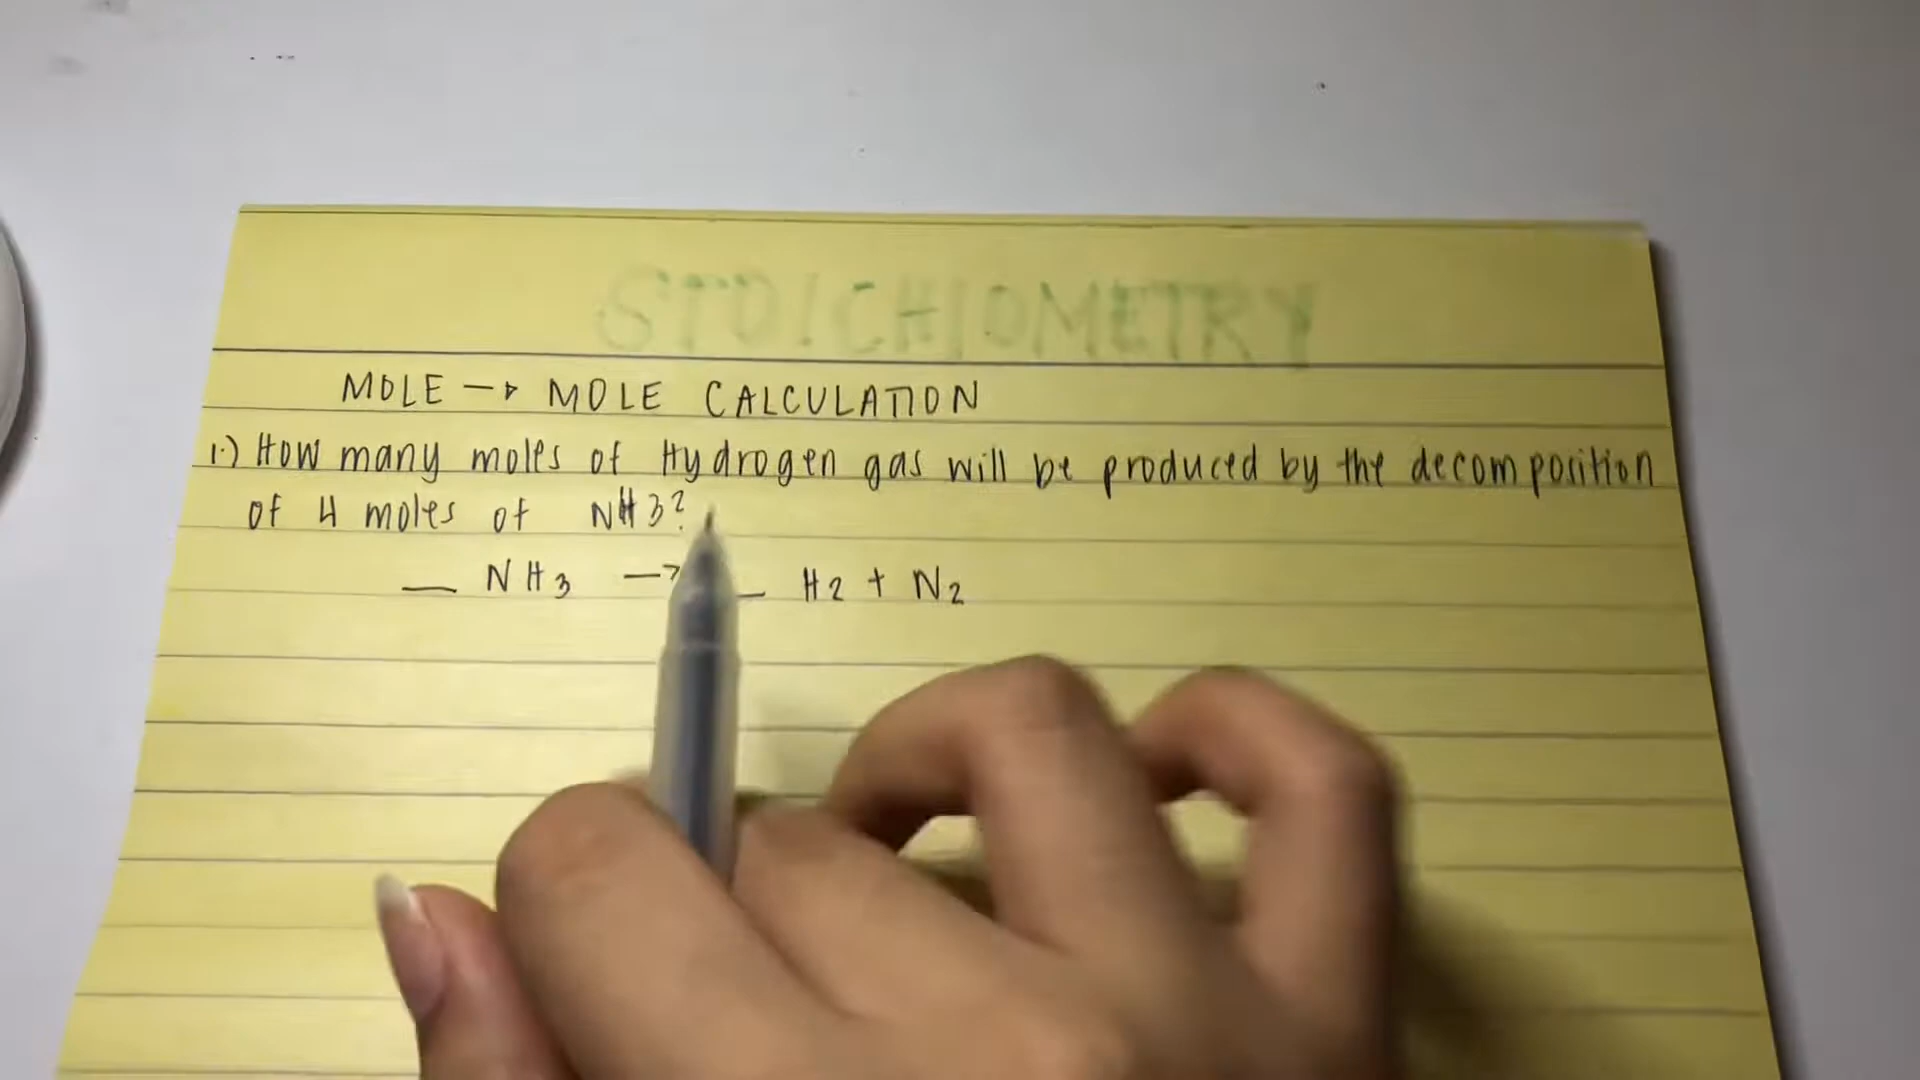 STOICHIOMETRY
MOLE → MOLE CALCULATION
1.) How many moles of Hydrogen gas will be produced by the decomposition
of 4 moles of NH3?
__ NH3 → __ H2 + N2